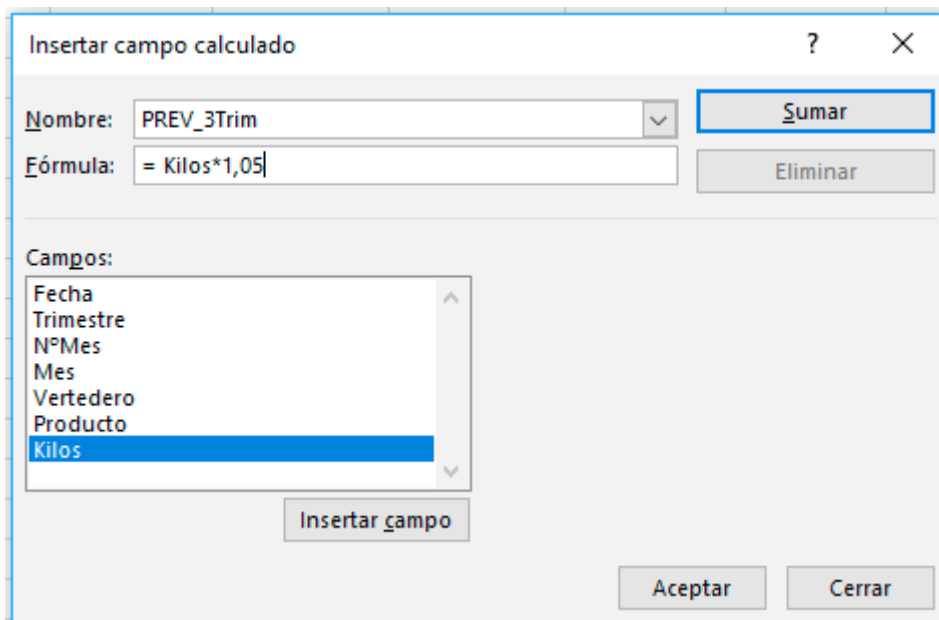 Insertar campo calculado ? ×
Nombre: PREV_3Trim Sumar
Fórmula: = Kilos*1,05 Eliminar
Campos:
Fecha
Trimestre
NºMes
Mes
Vertedero
Producto
Kilos
Insertar campo
Aceptar Cerrar